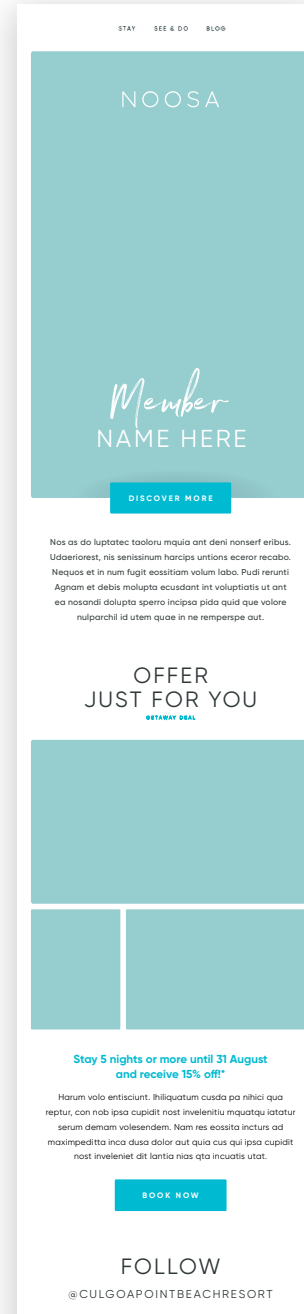 STAY SEE & DO BLOG
NOOSA
Member
NAME HERE
DISCOVER MORE
Nos as do luptatec taoloru mquia ant deni nonserf eribus.
Udaeriorest, nis senissinum harcips untions eceror recabo.
Nequos et in num fugit eossitiam volum labo. Pudi rerunti
Agnam et debis molupta ecusdant int voluptiatis ut ant
ea nosandi dolupta sperro incipsa pida quid que volore
nulparchil id utem quae in ne remperspe aut.
OFFER
JUST FOR YOU
GETAWAY DEAL
Stay 5 nights or more until 31 August
and receive 15% off!*
Harum volo entisciunt. Ihiliquatum cusda pa nihici qua
reptur, con nob ipsa cupidit nost invelenitiu mquatqu iatatur
serum demam volesendem. Nam res eossita incturs ad
maximpeditta inca dusa dolor aut quia cus qui ipsa cupidit
nost inveleniet dit lantia nias qta incuatis utat.
BOOK NOW
FOLLOW
@CULGOAPOINTBEACHRESORT